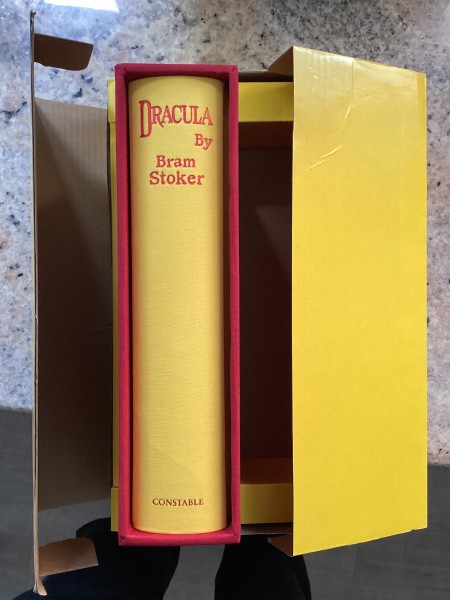 DRACULA
By
Bram
Stoker
CONSTABLE